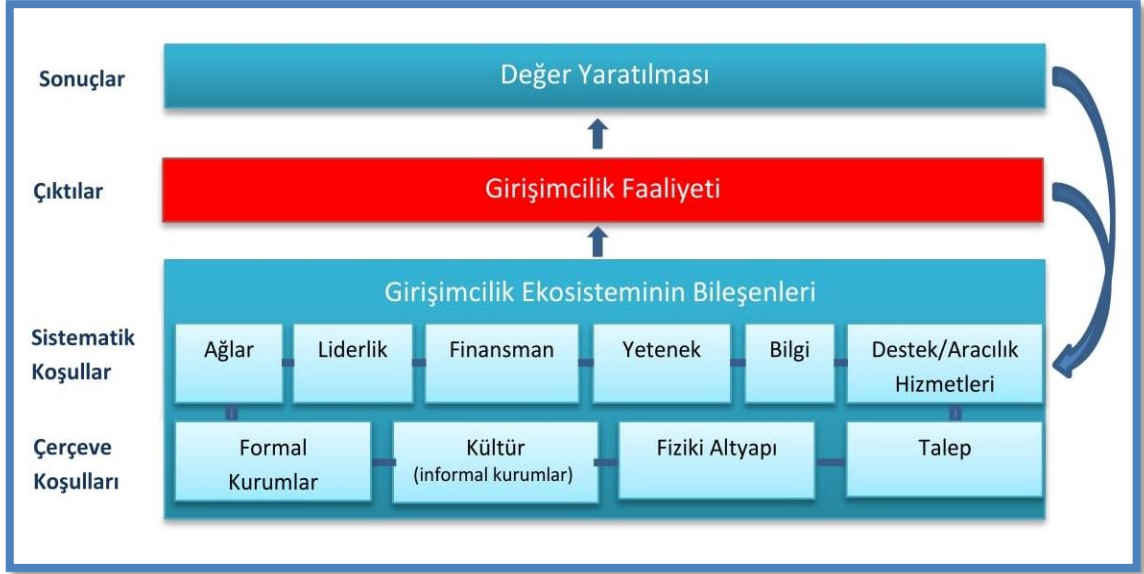 Sonuçlar
Değer Yaratılması
Çıktılar
Girişimcilik Faaliyeti
Girişimcilik Ekosisteminin Bileşenleri
Sistematik
Koşullar
Ağlar
Liderlik
Finansman
Yetenek
Bilgi
Destek/Aracılık
Hizmetleri
Çerçeve
Koşulları
Formal
Kurumlar
Kültür
(informal kurumlar)
Fiziki Altyapı
Talep